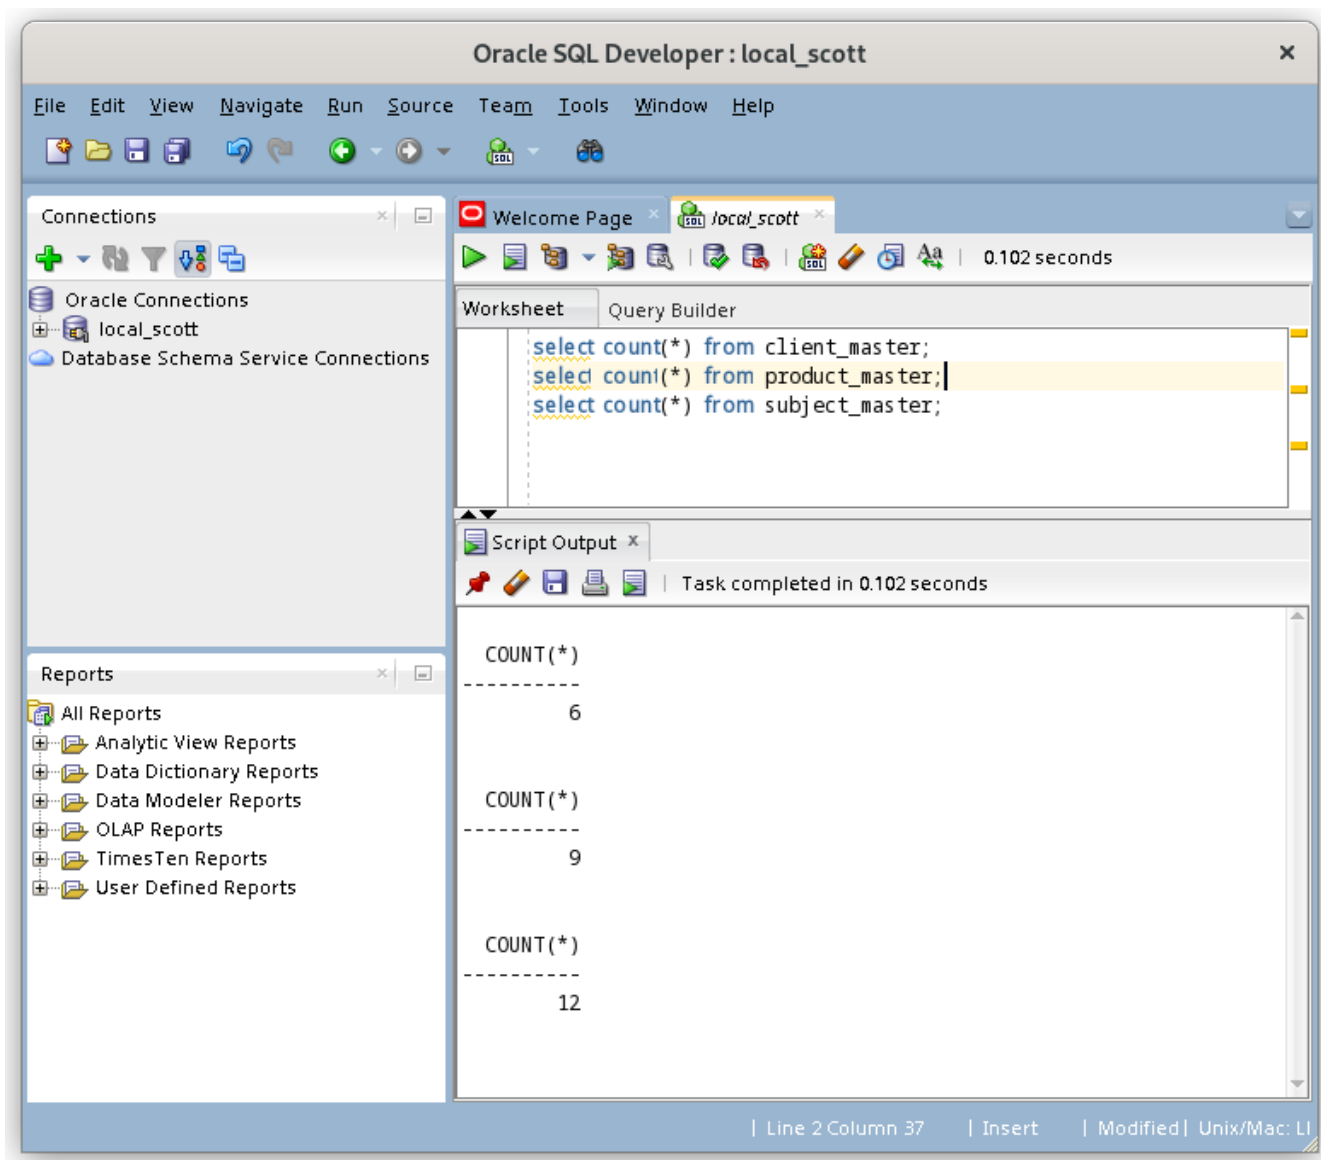 Oracle SQL Developer : local_scott
File Edit View Navigate Run Source Team Tools Window Help
Connections
Oracle Connections
local_scott
Database Schema Service Connections
Reports
All Reports
Analytic View Reports
Data Dictionary Reports
Data Modeler Reports
OLAP Reports
TimesTen Reports
User Defined Reports
Welcome Page local_scott
0.102 seconds
Worksheet Query Builder
select count(*) from client_master;
select count(*) from product_master;
select count(*) from subject_master;
Script Output
Task completed in 0.102 seconds
COUNT(*)
----------
6
COUNT(*)
----------
9
COUNT(*)
----------
12
| Line 2 Column 37 | Insert | Modified | Unix/Mac: LI